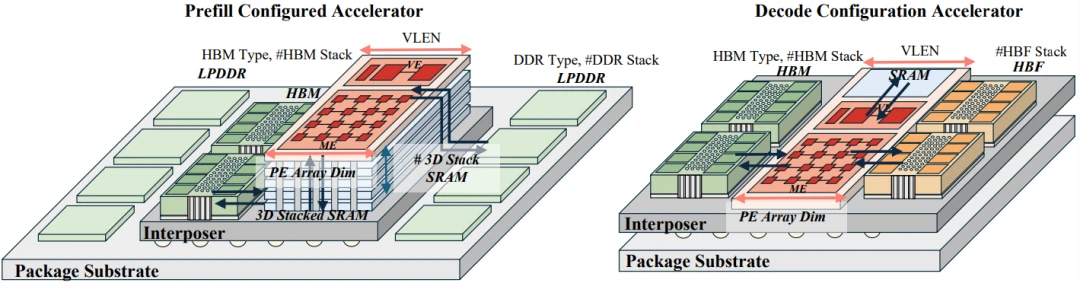 Prefill Configured Accelerator
VLEN
HBM Type, #HBM Stack
LPDDR
DDR Type, #DDR Stack
LPDDR
VE
HBM
ME
PE Array Dim
# 3D Stack
SRAM
3D Stacked SRAM
Interposer
Package Substrate
Decode Configuration Accelerator
VLEN
HBM Type, #HBM Stack
HBM
#HBF Stack
HBF
SRAM
VE
ME
PE Array Dim
Interposer
Package Substrate